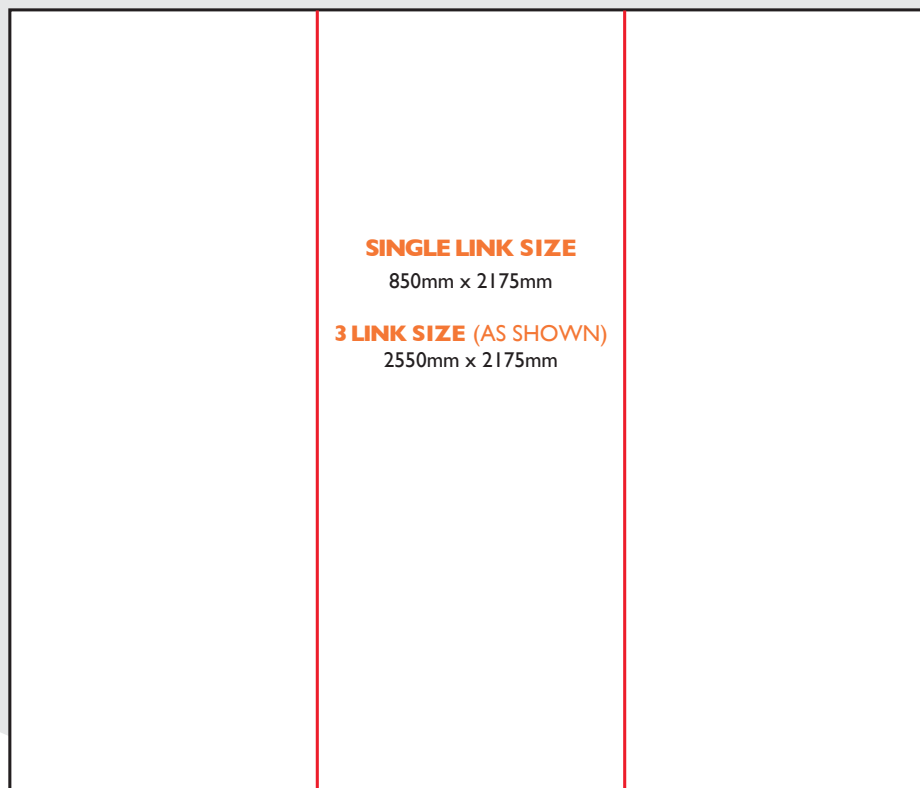 SINGLE LINK SIZE
850mm x 2175mm
3 LINK SIZE (AS SHOWN)
2550mm x 2175mm